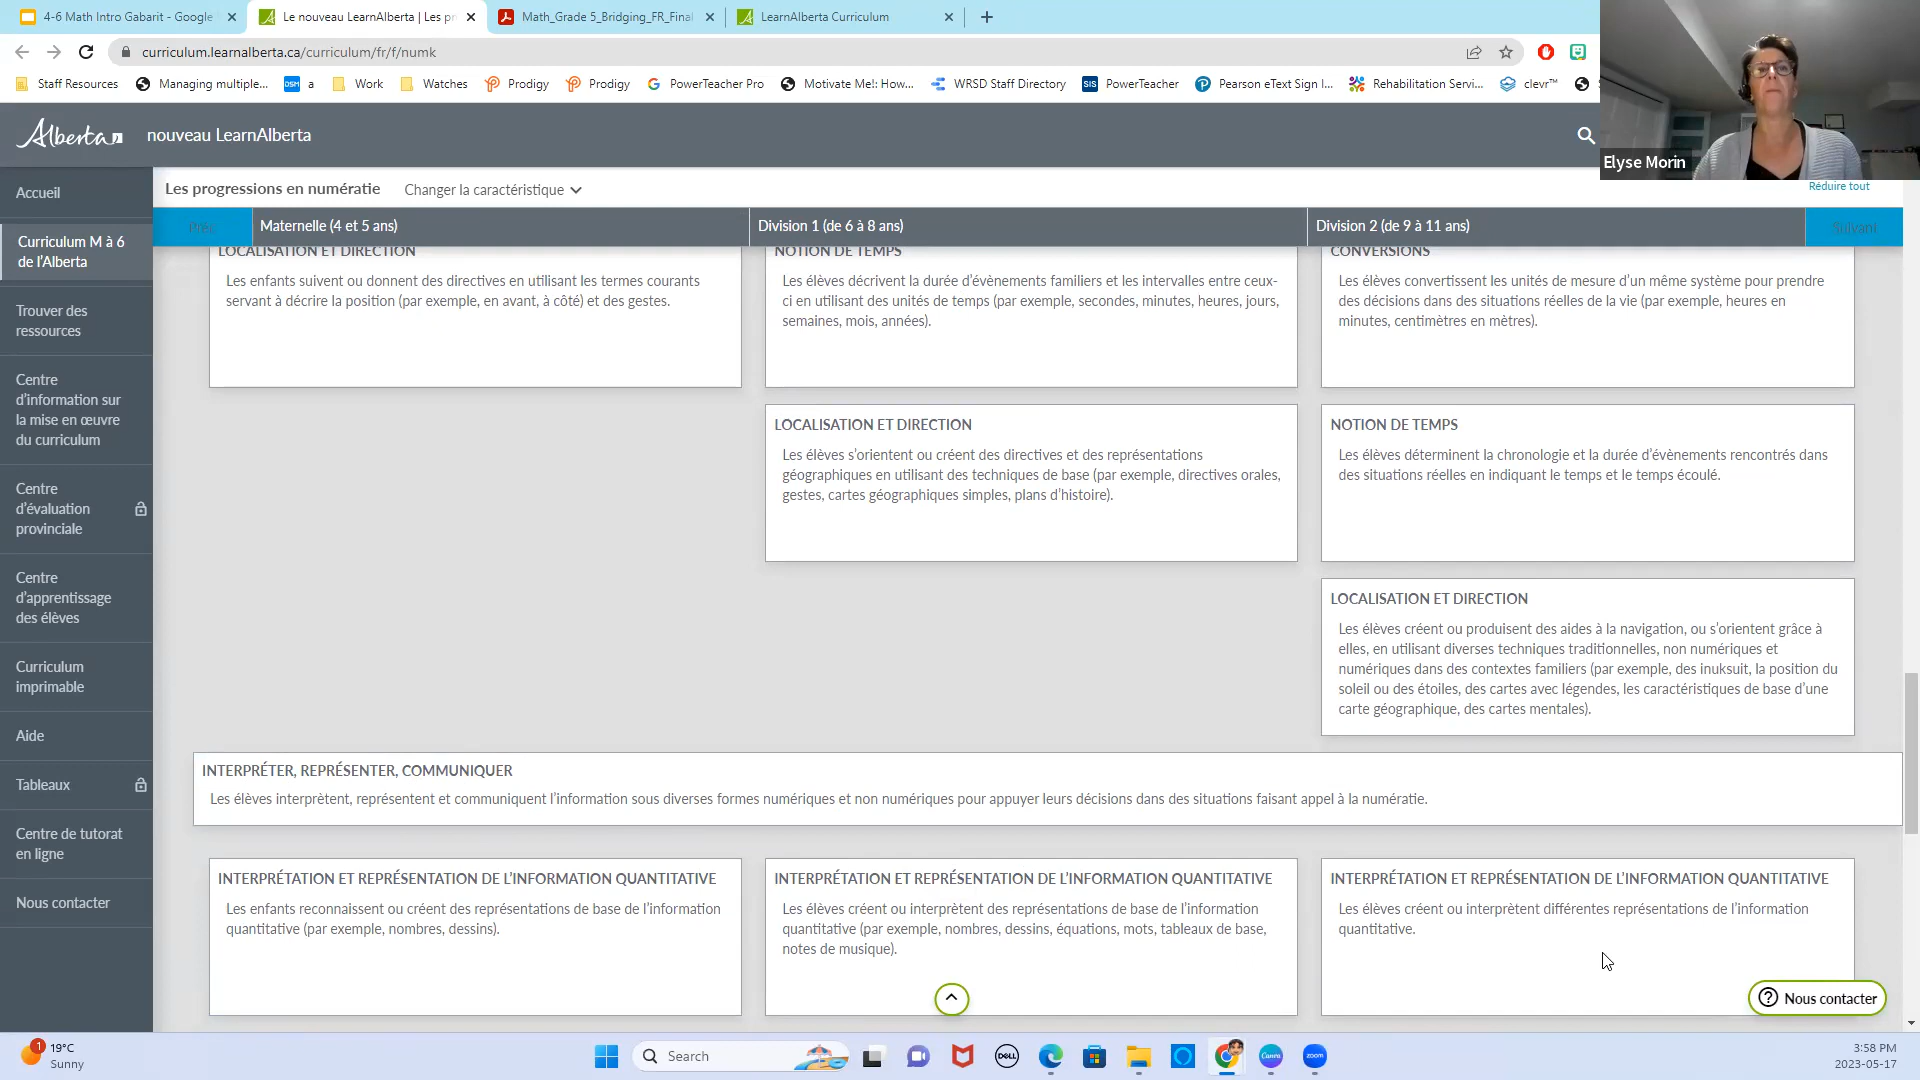 4-6 Math Intro Gabarit - Google
Le nouveau LearnAlberta | Les pr
Math_Grade 5_Bridging_FR_Final
LearnAlberta Curriculum
curriculum.learnalberta.ca/curriculum/fr/f/numk
Staff Resources
Managing multiple...
DSM a
Work
Watches
Prodigy
Prodigy
PowerTeacher Pro
Motivate Me!: How...
WRSD Staff Directory
SIS PowerTeacher
Pearson eText Sign I...
Rehabilitation Servi...
clevr™
Elyse Morin
Alberta
nouveau LearnAlberta
Accueil
Curriculum M à 6
de l'Alberta
Trouver des
ressources
Centre
d'information sur
la mise en œuvre
du curriculum
Centre
d'évaluation
provinciale
Centre
d'apprentissage
des élèves
Curriculum
imprimable
Aide
Tableaux
Centre de tutorat
en ligne
Nous contacter
Les progressions en numératie
Changer la caractéristique
Réduire tout
Maternelle (4 et 5 ans)
Division 1 (de 6 à 8 ans)
Division 2 (de 9 à 11 ans)
Suivant
LOCALISATION ET DIRECTION
Les enfants suivent ou donnent des directives en utilisant les termes courants
servant à décrire la position (par exemple, en avant, à côté) et des gestes.
NOTION DE TEMPS
Les élèves décrivent la durée d'évènements familiers et les intervalles entre ceux-
ci en utilisant des unités de temps (par exemple, secondes, minutes, heures, jours,
semaines, mois, années).
CONVERSIONS
Les élèves convertissent les unités de mesure d'un même système pour prendre
des décisions dans des situations réelles de la vie (par exemple, heures en
minutes, centimètres en mètres).
LOCALISATION ET DIRECTION
Les élèves s'orientent ou créent des directives et des représentations
géographiques en utilisant des techniques de base (par exemple, directives orales,
gestes, cartes géographiques simples, plans d'histoire).
NOTION DE TEMPS
Les élèves déterminent la chronologie et la durée d'évènements rencontrés dans
des situations réelles en indiquant le temps et le temps écoulé.
LOCALISATION ET DIRECTION
Les élèves créent ou produisent des aides à la navigation, ou s'orientent grâce à
elles, en utilisant diverses techniques traditionnelles, non numériques et
numériques dans des contextes familiers (par exemple, des inuksuit, la position du
soleil ou des étoiles, des cartes avec légendes, les caractéristiques de base d'une
carte géographique, des cartes mentales).
INTERPRÉTER, REPRÉSENTER, COMMUNIQUER
Les élèves interprètent, représentent et communiquent l'information sous diverses formes numériques et non numériques pour appuyer leurs décisions dans des situations faisant appel à la numératie.
INTERPRÉTATION ET REPRÉSENTATION DE L'INFORMATION QUANTITATIVE
Les enfants reconnaissent ou créent des représentations de base de l'information
quantitative (par exemple, nombres, dessins).
INTERPRÉTATION ET REPRÉSENTATION DE L'INFORMATION QUANTITATIVE
Les élèves créent ou interprètent des représentations de base de l'information
quantitative (par exemple, nombres, dessins, équations, mots, tableaux de base,
notes de musique).
INTERPRÉTATION ET REPRÉSENTATION DE L'INFORMATION QUANTITATIVE
Les élèves créent ou interprètent différentes représentations de l'information
quantitative.
Nous contacter
1
19°C
Sunny
Search
DELL
Canva
zoom
3:58 PM
2023-05-17